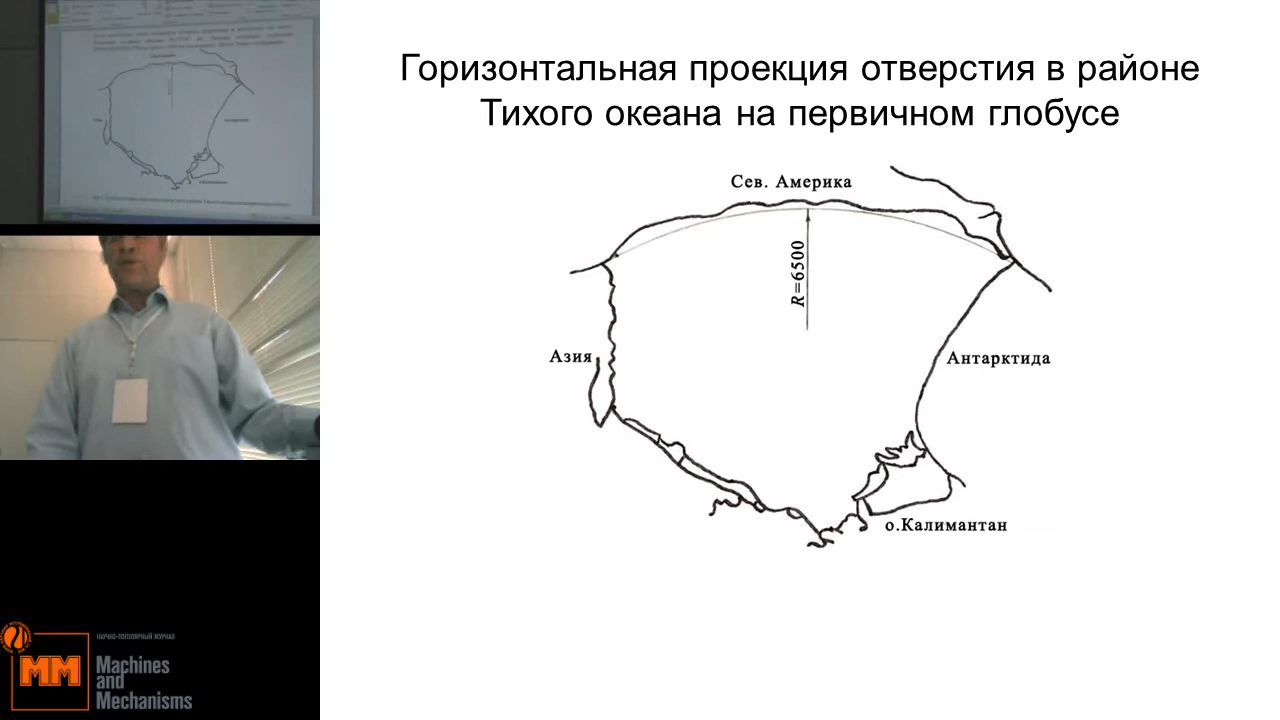 Горизонтальная проекция отверстия в районе
Тихого океана на первичном глобусе
Сев. Америка
R=6500
Азия
Антарктида
о.Калимантан
НАУЧНО-ПОПУЛЯРНЫЙ ЖУРНАЛ
ММ
Machines
and
Mechanisms